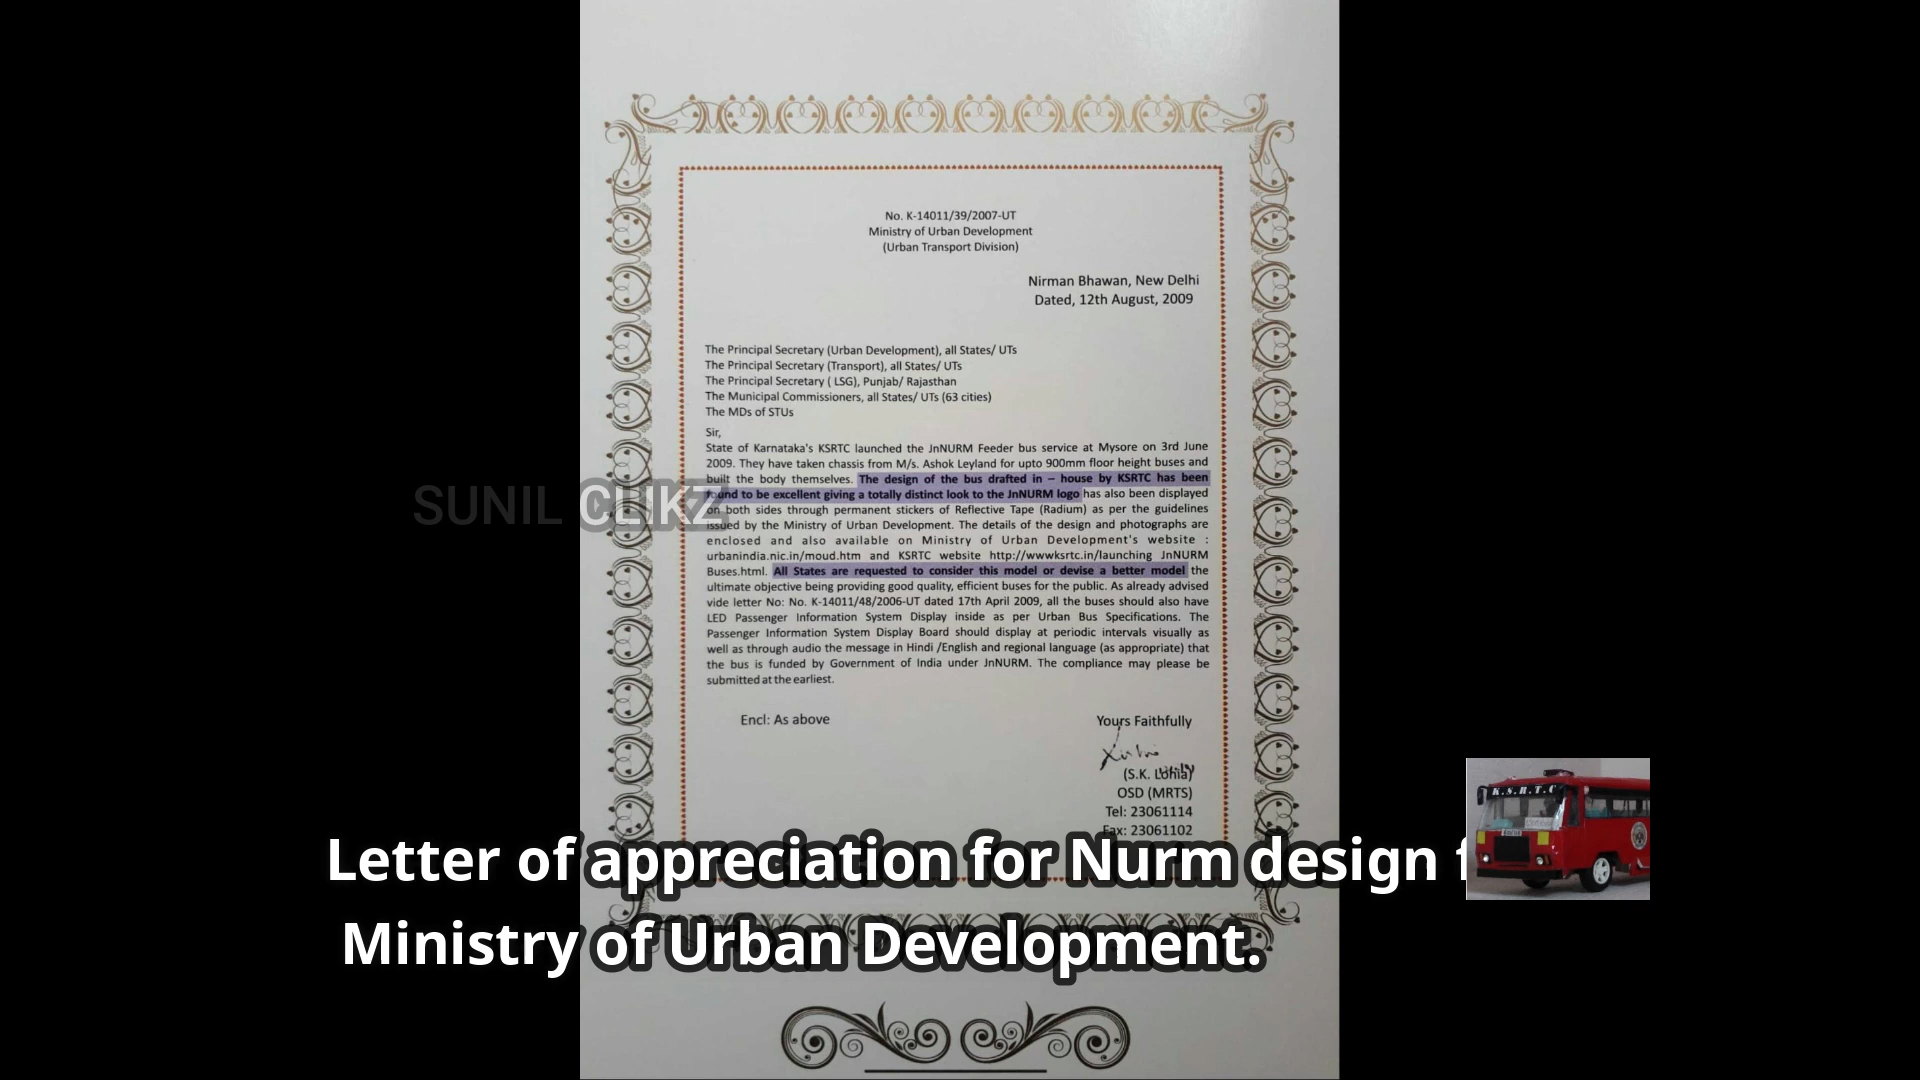 No. K-14011/39/2007-UT
Ministry of Urban Development
(Urban Transport Division)
Nirman Bhawan, New Delhi
Dated, 12th August, 2009
The Principal Secretary (Urban Development), all States/ UTs
The Principal Secretary (Transport), all States/ UTs
The Principal Secretary ( LSG), Punjab/ Rajasthan
The Municipal Commissioners, all States/ UTs (63 cities)
The MDs of STUs
Sir,
State of Karnataka's KSRTC launched the JnNURM Feeder bus service at Mysore on 3rd June
2009. They have taken chassis from M/s. Ashok Leyland for upto 900mm floor height buses and
built the body themselves. The design of the bus drafted in – house by KSRTC has been
found to be excellent giving a totally distinct look to the JnNURM logo has also been displayed
on both sides through permanent stickers of Reflective Tape (Radium) as per the guidelines
issued by the Ministry of Urban Development. The details of the design and photographs are
enclosed and also available on Ministry of Urban Development's website :
urbanindia.nic.in/moud.htm and KSRTC website http://wwwksrtc.in/launching JnNURM
Buses.html. All States are requested to consider this model or devise a better model the
ultimate objective being providing good quality, efficient buses for the public. As already advised
vide letter No: No. K-14011/48/2006-UT dated 17th April 2009, all the buses should also have
LED Passenger Information System Display inside as per Urban Bus Specifications. The
Passenger Information System Display Board should display at periodic intervals visually as
well as through audio the message in Hindi /English and regional language (as appropriate) that
the bus is funded by Government of India under JnNURM. The compliance may please be
submitted at the earliest.
Encl: As above
Yours Faithfully
(S.K. Lohia)
OSD (MRTS)
Tel: 23061114
Fax: 23061102
SUNIL CLIKZ
K.S.R.T.C
Letter of appreciation for Nurm design
Ministry of Urban Development.